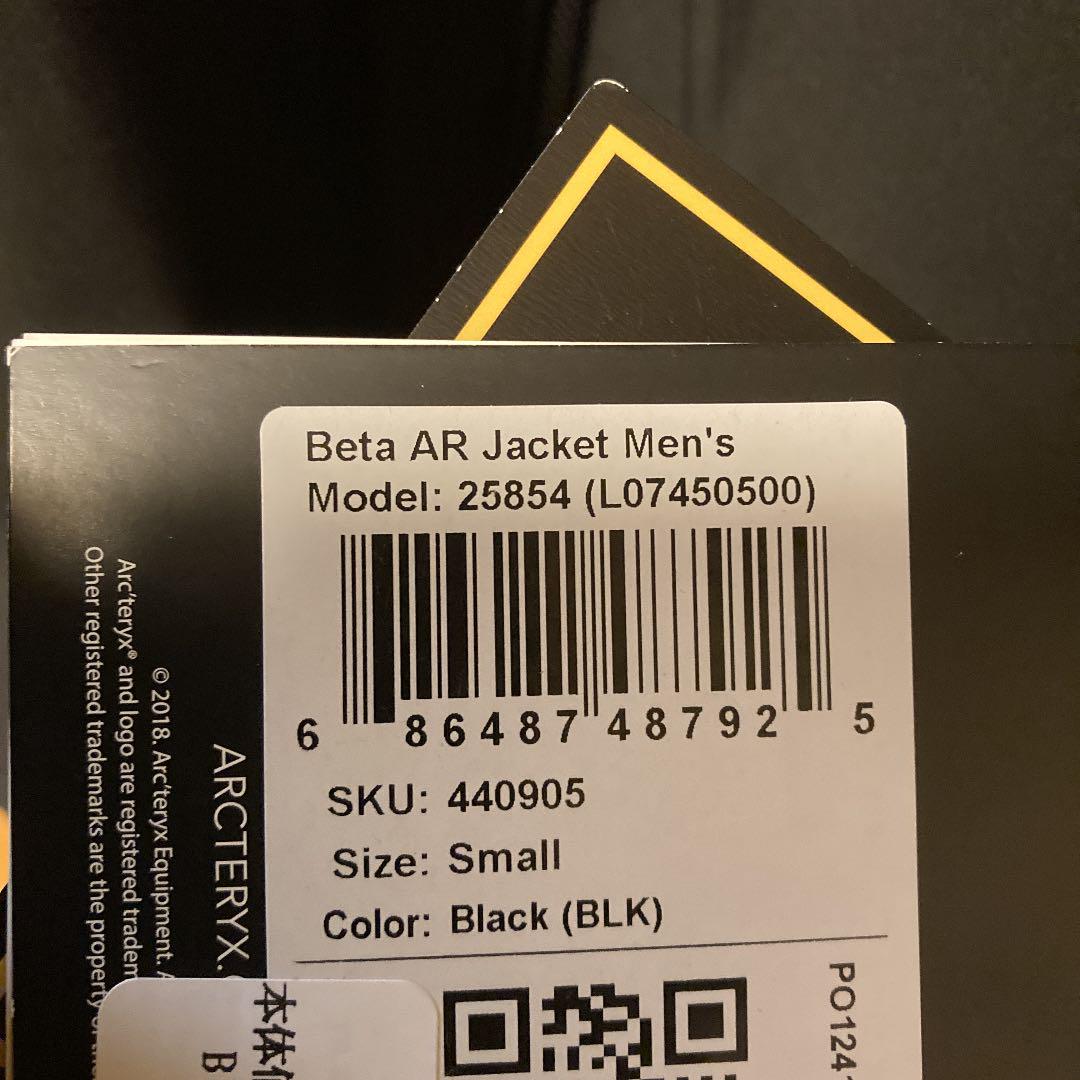 Beta AR Jacket Men's
Model: 25854 (L07450500)
6 86487 48792 5
SKU: 440905
Size: Small
Color: Black (BLK)
PO124
ARCTERYX.
© 2018. Arc'teryx Equipment.
Arc'teryx® and logo are registered tradem
Other registered trademarks are the property
本体
B